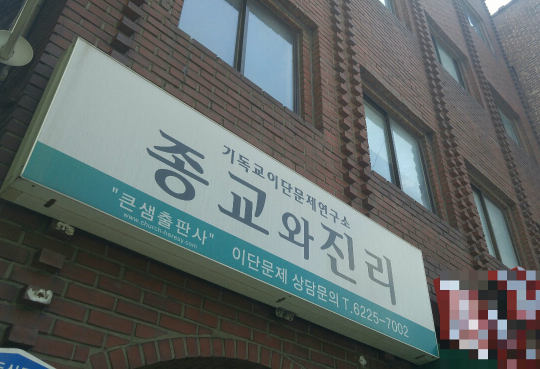 기독교이단문제연구소
종교와진리
"큰샘출판사"
www.church-heresy.com
이단문제 상담문의 T.6225-7002